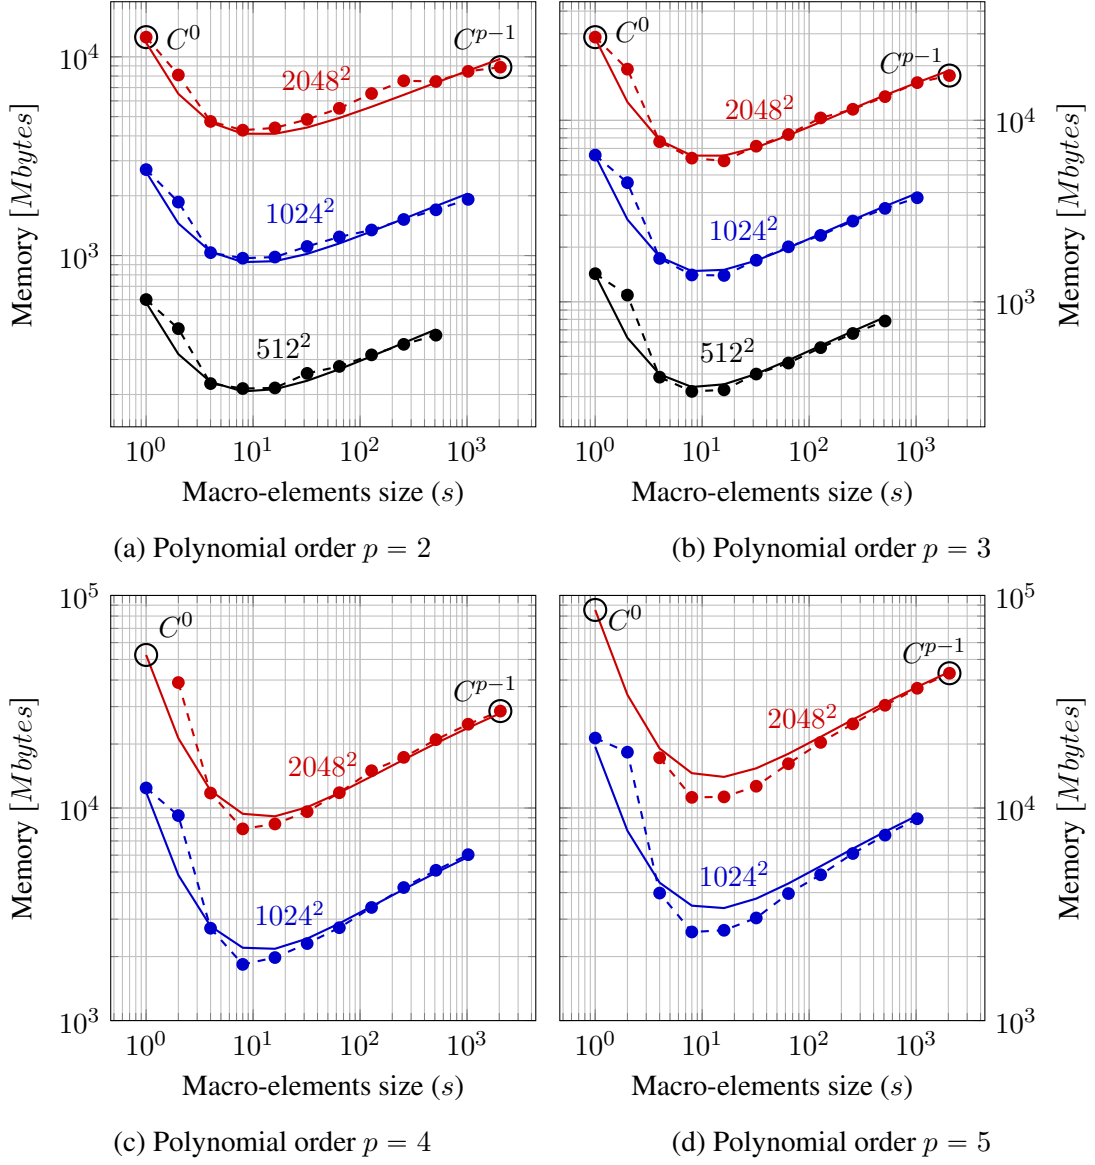 10^4
10^3
Memory [Mbytes]
C^0
C^{p-1}
2048^2
1024^2
512^2
10^0 10^1 10^2 10^3
Macro-elements size (s)
(a) Polynomial order p = 2
C^0
C^{p-1}
2048^2
1024^2
512^2
10^4
10^3
Memory [Mbytes]
10^0 10^1 10^2 10^3
Macro-elements size (s)
(b) Polynomial order p = 3
10^5
10^4
10^3
Memory [Mbytes]
C^0
C^{p-1}
2048^2
1024^2
10^0 10^1 10^2 10^3
Macro-elements size (s)
(c) Polynomial order p = 4
C^0
C^{p-1}
2048^2
1024^2
10^5
10^4
10^3
Memory [Mbytes]
10^0 10^1 10^2 10^3
Macro-elements size (s)
(d) Polynomial order p = 5